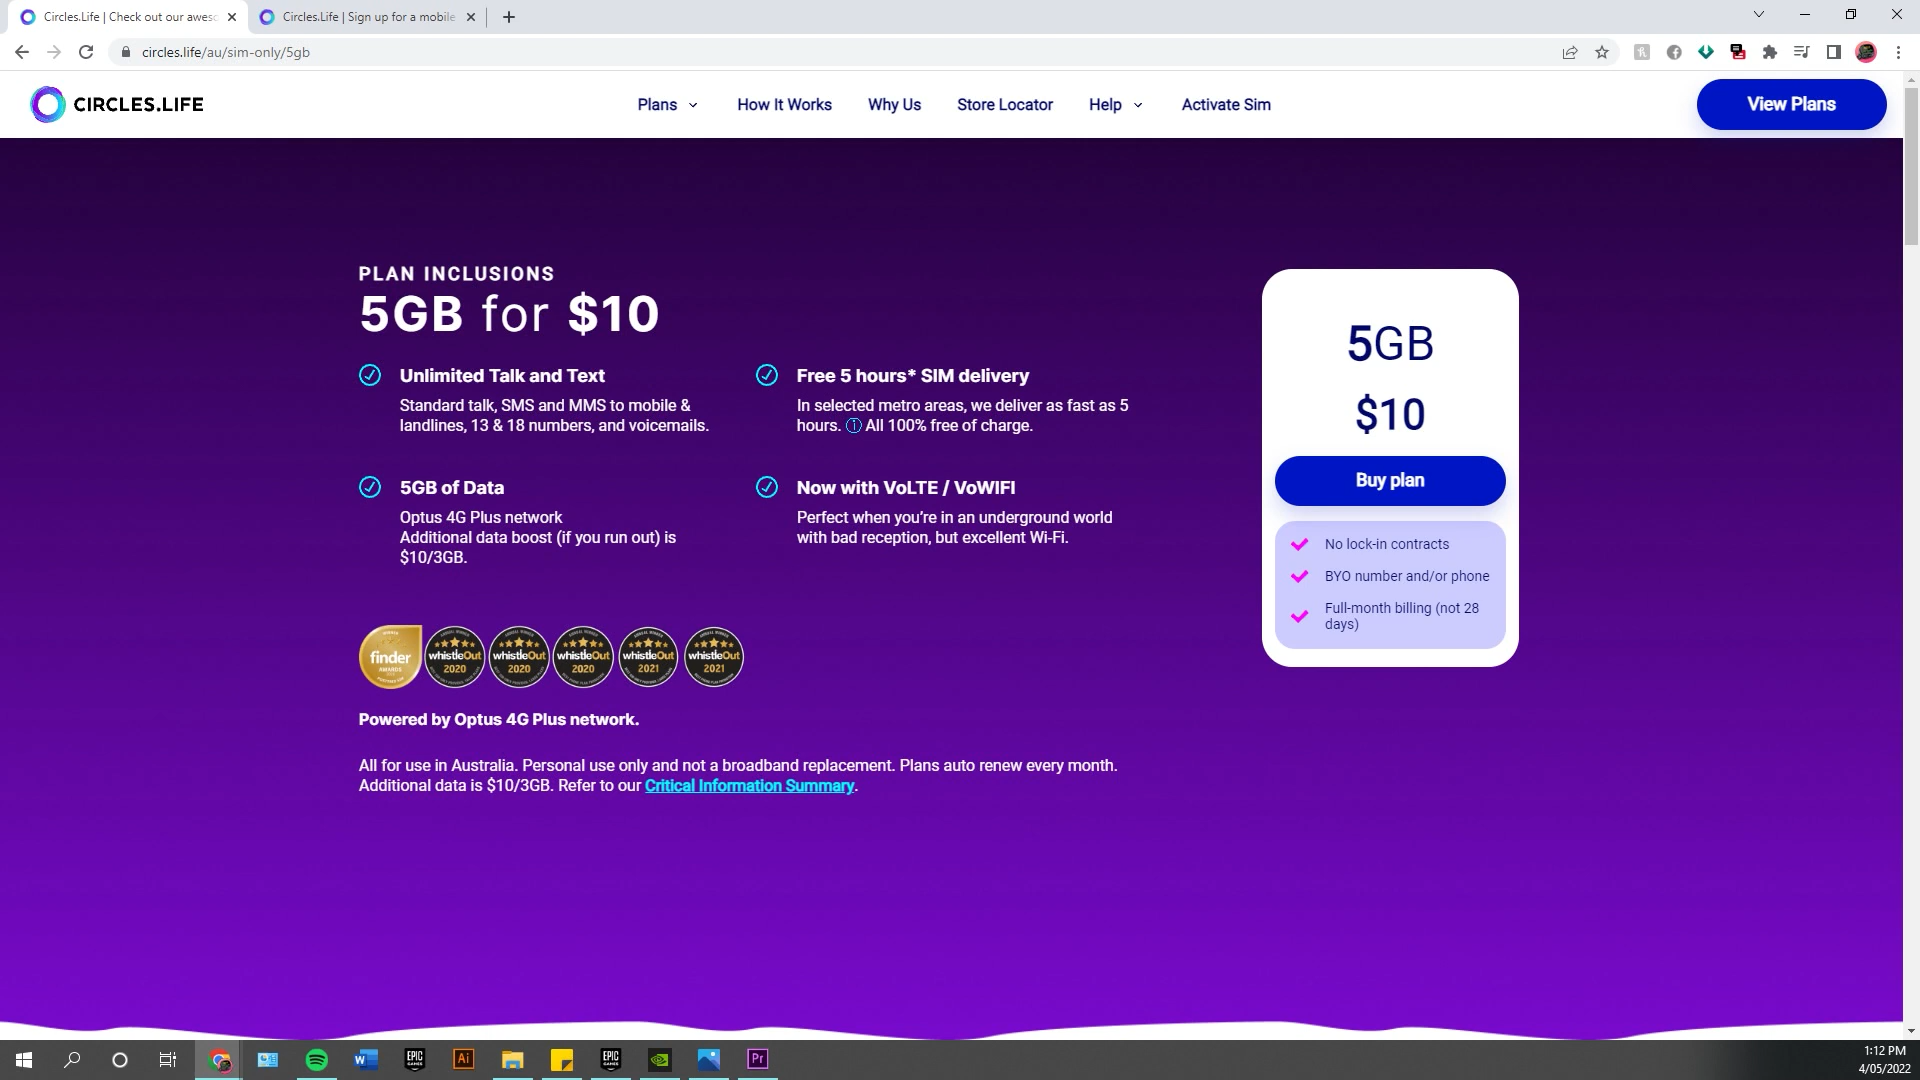 Circles.Life | Check out our awesc
Circles.Life | Sign up for a mobile
circles.life/au/sim-only/5gb
CIRCLES.LIFE
Plans
How It Works
Why Us
Store Locator
Help
Activate Sim
View Plans
PLAN INCLUSIONS
5GB for $10
Unlimited Talk and Text
Standard talk, SMS and MMS to mobile &
landlines, 13 & 18 numbers, and voicemails.
Free 5 hours* SIM delivery
In selected metro areas, we deliver as fast as 5
hours. ⓘ All 100% free of charge.
5GB of Data
Optus 4G Plus network
Additional data boost (if you run out) is
$10/3GB.
Now with VoLTE / VoWIFI
Perfect when you’re in an underground world
with bad reception, but excellent Wi-Fi.
5GB
$10
Buy plan
No lock-in contracts
BYO number and/or phone
Full-month billing (not 28
days)
finder
AWARDS
whistleOut
2020
whistleOut
2020
whistleOut
2020
whistleOut
2021
whistleOut
2021
Powered by Optus 4G Plus network.
All for use in Australia. Personal use only and not a broadband replacement. Plans auto renew every month.
Additional data is $10/3GB. Refer to our Critical Information Summary.
W
EPIC
GAMES
Ai
EPIC
GAMES
Pr
1:12 PM
4/05/2022